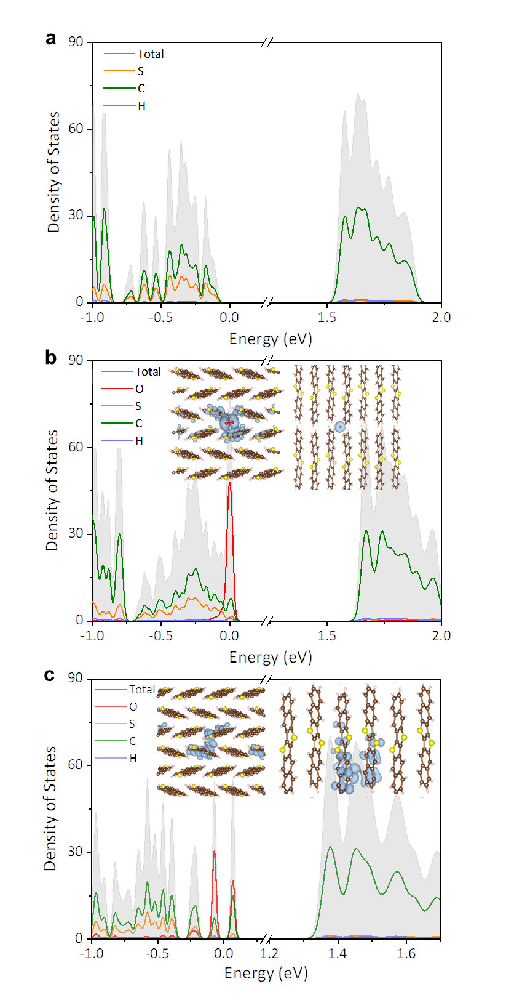 a
90
60
30
0
Density of States
Total
S
C
H
-1.0 -0.5 0.0 1.5 2.0
Energy (eV)
b
90
60
30
0
Density of States
Total
O
S
C
H
-1.0 -0.5 0.0 1.5 2.0
Energy (eV)
c
90
60
30
0
Density of States
Total
O
S
C
H
-1.0 -0.5 0.0 1.2 1.4 1.6
Energy (eV)